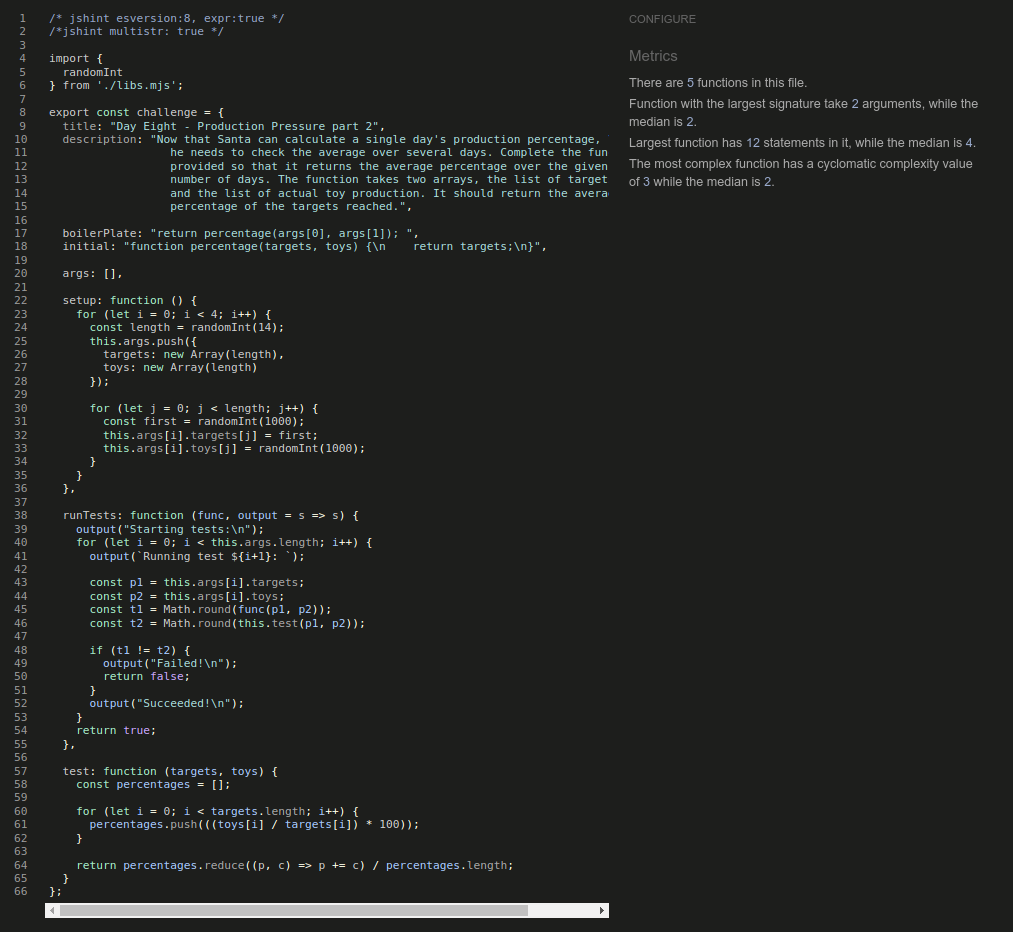 1 /* jshint esversion:8, expr:true */
2 /*jshint multistr: true */
3
4 import {
5   randomInt
6 } from './libs.mjs';
7
8 export const challenge = {
9   title: "Day Eight - Production Pressure part 2",
10   description: "Now that Santa can calculate a single day's production percentage,
11                   he needs to check the average over several days. Complete the fun
12                   provided so that it returns the average percentage over the given
13                   number of days. The function takes two arrays, the list of target
14                   and the list of actual toy production. It should return the avera
15                   percentage of the targets reached.",
16
17   boilerPlate: "return percentage(args[0], args[1]); ",
18   initial: "function percentage(targets, toys) {\n    return targets;\n}",
19
20   args: [],
21
22   setup: function () {
23     for (let i = 0; i < 4; i++) {
24       const length = randomInt(14);
25       this.args.push({
26         targets: new Array(length),
27         toys: new Array(length)
28       });
29
30       for (let j = 0; j < length; j++) {
31         const first = randomInt(1000);
32         this.args[i].targets[j] = first;
33         this.args[i].toys[j] = randomInt(1000);
34       }
35     }
36   },
37
38   runTests: function (func, output = s => s) {
39     output("Starting tests:\n");
40     for (let i = 0; i < this.args.length; i++) {
41       output(`Running test ${i+1}: `);
42
43       const p1 = this.args[i].targets;
44       const p2 = this.args[i].toys;
45       const t1 = Math.round(func(p1, p2));
46       const t2 = Math.round(this.test(p1, p2));
47
48       if (t1 != t2) {
49         output("Failed!\n");
50         return false;
51       }
52       output("Succeeded!\n");
53     }
54     return true;
55   },
56
57   test: function (targets, toys) {
58     const percentages = [];
59
60     for (let i = 0; i < targets.length; i++) {
61       percentages.push(((toys[i] / targets[i]) * 100));
62     }
63
64     return percentages.reduce((p, c) => p += c) / percentages.length;
65   }
66 };
CONFIGURE
Metrics
There are 5 functions in this file.
Function with the largest signature take 2 arguments, while the
median is 2.
Largest function has 12 statements in it, while the median is 4.
The most complex function has a cyclomatic complexity value
of 3 while the median is 2.